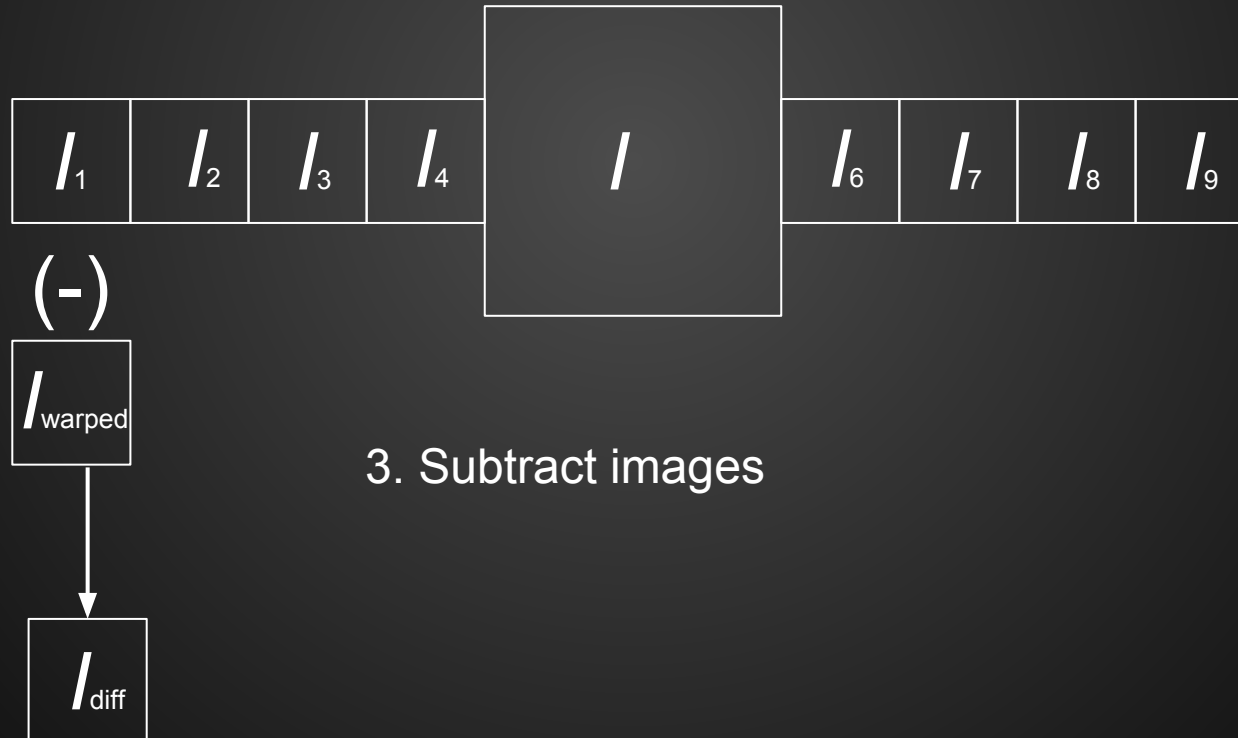 I1 I2 I3 I4 I I6 I7 I8 I9
(-)
Iwarped
3. Subtract images
Idiff